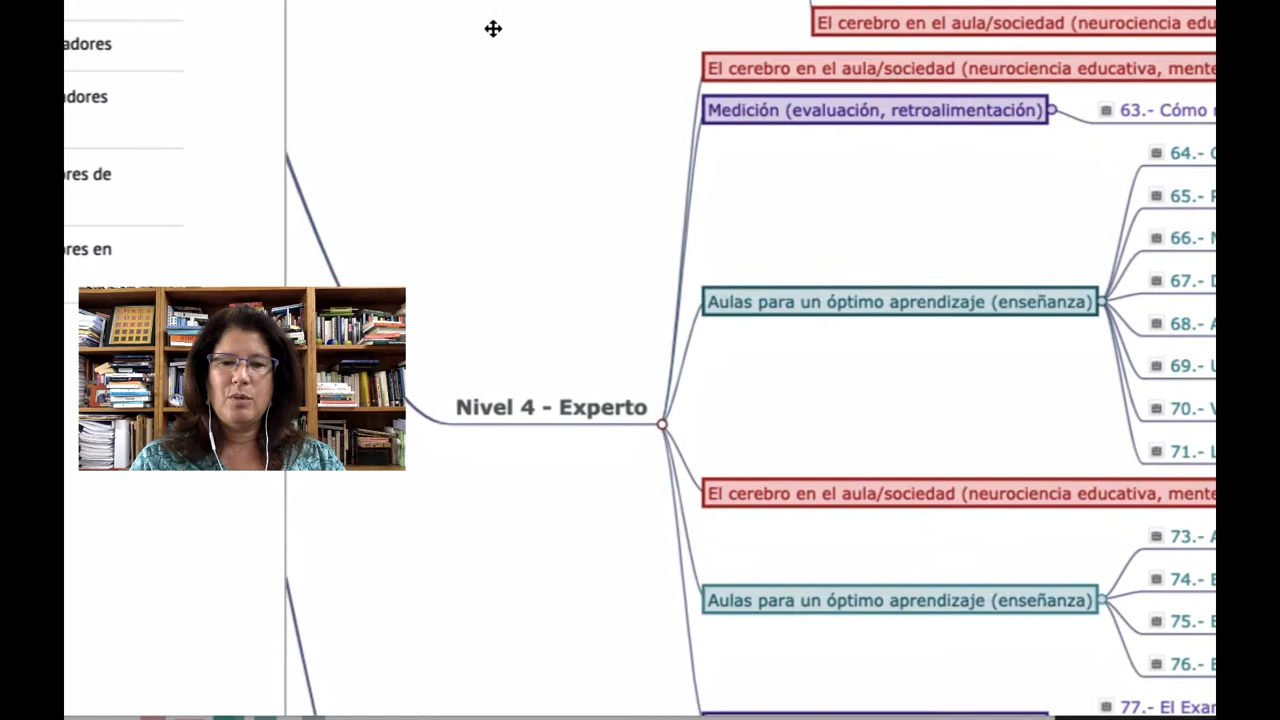 El cerebro en el aula/sociedad (neurociencia edu
adores
El cerebro en el aula/sociedad (neurociencia educativa, mente
adores
Medición (evaluación, retroalimentación)
63.- Cómo
64.-
ores de
65.-
66.-
ores en
67.-
Aulas para un óptimo aprendizaje (enseñanza)
68.-
69.-
Nivel 4 - Experto
70.-
71.-
El cerebro en el aula/sociedad (neurociencia educativa, mente
73.-
74.-
Aulas para un óptimo aprendizaje (enseñanza)
75.-
76.-
77.- El Exar